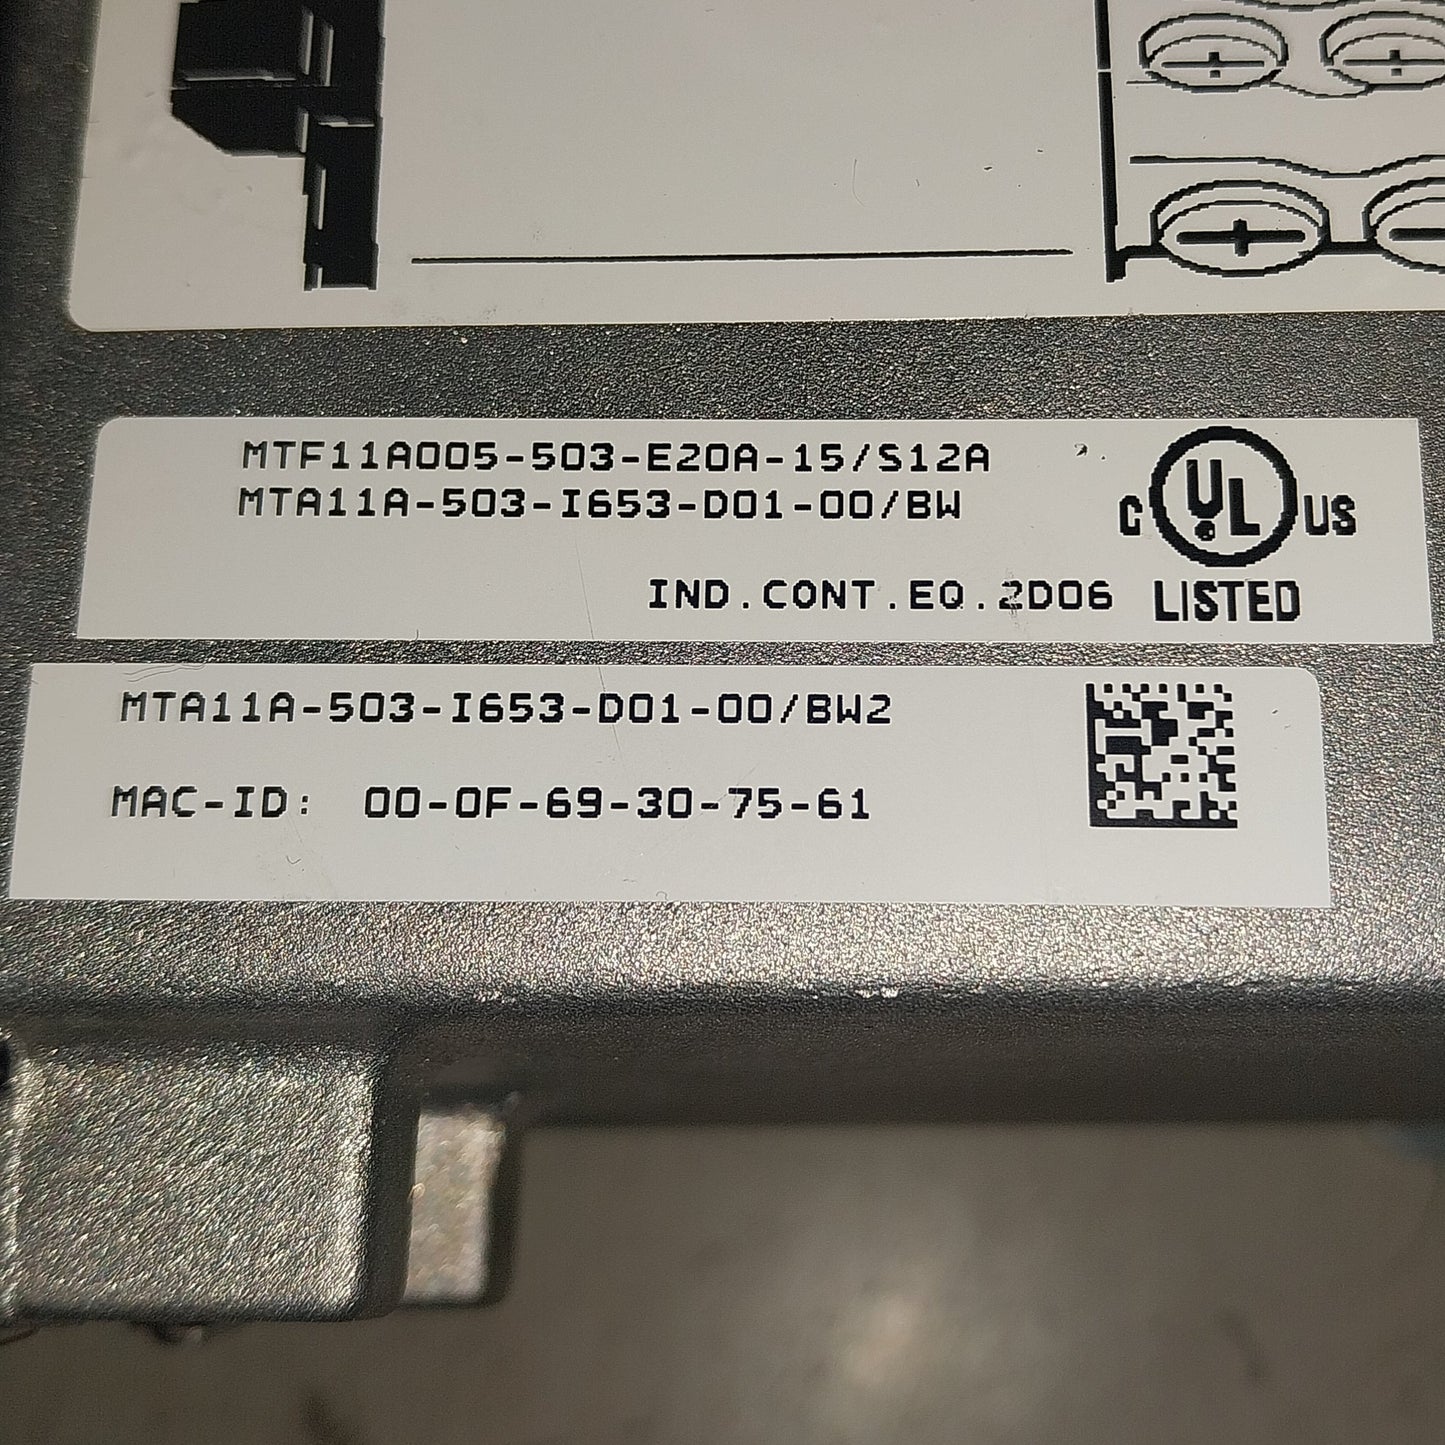 MTF11A005-503-E20A-15/S12A
MTA11A-503-I653-D01-00/BW
C UL US
IND.CONT.EQ.2D06 LISTED
MTA11A-503-I653-D01-00/BW2
MAC-ID: 00-0F-69-30-75-61